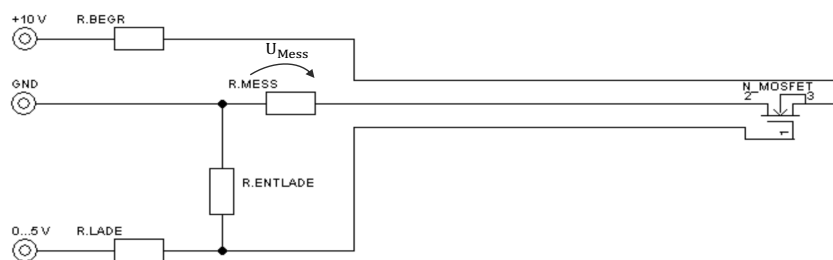 +10 V R.BEGR
U_Mess
GND R.MESS N_MOSFET
2 3
1
R.ENTLADE
0...5 V R.LADE